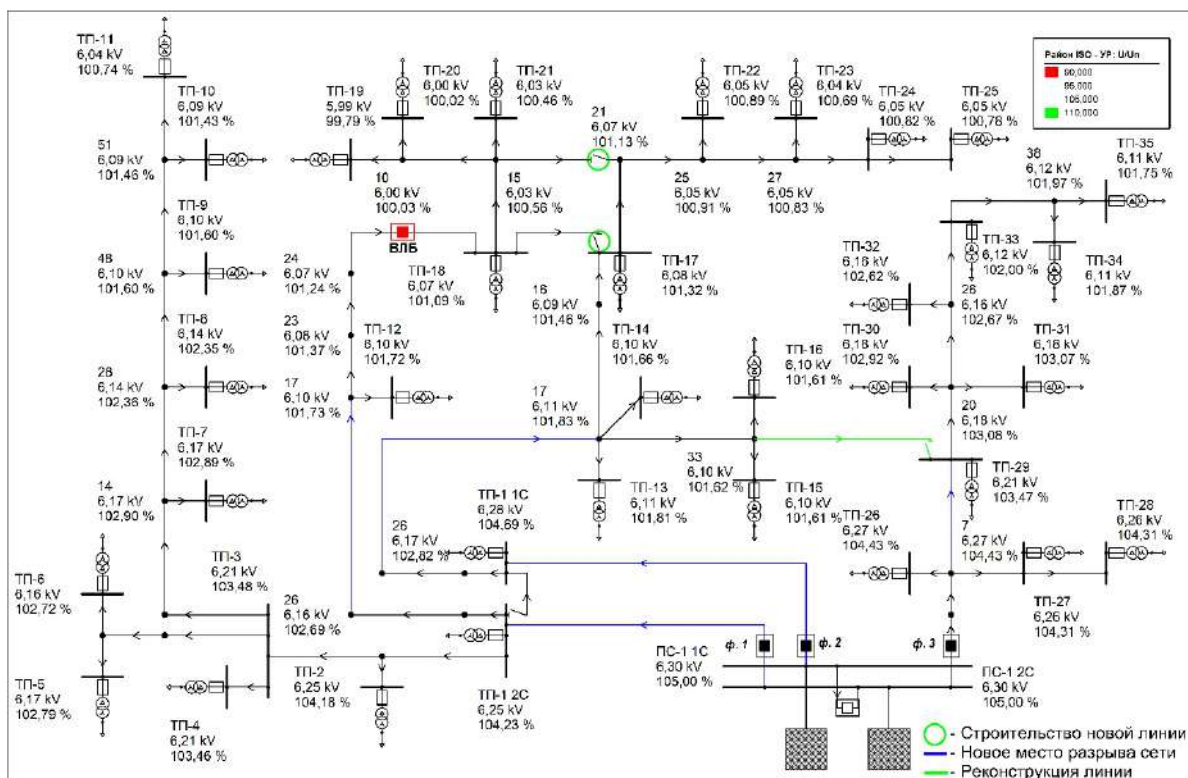 ТП-11
6,04 kV
100,74 %
ТП-10
6,09 kV
101,43 %
51
6,09 kV
101,46 %
ТП-9
6,10 kV
101,60 %
48
6,10 kV
101,60 %
ТП-8
6,14 kV
102,35 %
28
6,14 kV
102,36 %
ТП-7
6,17 kV
102,89 %
14
6,17 kV
102,90 %
ТП-3
6,21 kV
103,48 %
ТП-6
6,16 kV
102,72 %
ТП-5
6,17 kV
102,79 %
ТП-4
6,21 kV
103,46 %
26
6,16 kV
102,69 %
ТП-2
6,25 kV
104,18 %
ТП-1 2С
6,25 kV
104,23 %
ТП-1 1С
6,28 kV
104,69 %
26
6,17 kV
102,82 %
ТП-19
5,99 kV
99,79 %
ТП-20
6,00 kV
100,02 %
ТП-21
6,03 kV
100,46 %
21
6,07 kV
101,13 %
10
6,00 kV
100,03 %
ВЛБ
15
6,03 kV
100,56 %
24
6,07 kV
101,24 %
23
6,08 kV
101,37 %
17
6,10 kV
101,73 %
ТП-12
6,10 kV
101,72 %
ТП-18
6,07 kV
101,09 %
16
6,09 kV
101,46 %
ТП-17
6,08 kV
101,32 %
ТП-14
6,10 kV
101,66 %
17
6,11 kV
101,83 %
ТП-13
6,11 kV
101,81 %
33
6,10 kV
101,62 %
ТП-16
6,10 kV
101,61 %
ТП-15
6,10 kV
101,61 %
ТП-22
6,05 kV
100,89 %
ТП-23
6,04 kV
100,69 %
ТП-24
6,05 kV
100,82 %
ТП-25
6,05 kV
100,78 %
25
6,05 kV
100,91 %
27
6,05 kV
100,83 %
Район ISO - УР: U/Un
90,000
95,000
105,000
110,000
38
6,12 kV
101,97 %
ТП-35
6,11 kV
101,75 %
ТП-34
6,11 kV
101,87 %
ТП-33
6,12 kV
102,00 %
ТП-32
6,16 kV
102,62 %
26
6,16 kV
102,67 %
ТП-30
6,18 kV
102,92 %
ТП-31
6,18 kV
103,07 %
20
6,18 kV
103,08 %
ТП-29
6,21 kV
103,47 %
ТП-26
6,27 kV
104,43 %
7
6,27 kV
104,43 %
ТП-28
6,26 kV
104,31 %
ТП-27
6,26 kV
104,31 %
ф. 1
ф. 2
ф. 3
ПС-1 1С
6,30 kV
105,00 %
ПС-1 2С
6,30 kV
105,00 %
- Строительство новой линии
- Новое место разрыва сети
- Реконструкция линии